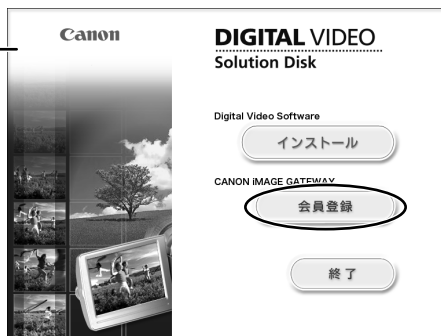 Canon
DIGITAL VIDEO
Solution Disk
Digital Video Software
インストール
CANON iMAGE GATEWAY
会員登録
終了